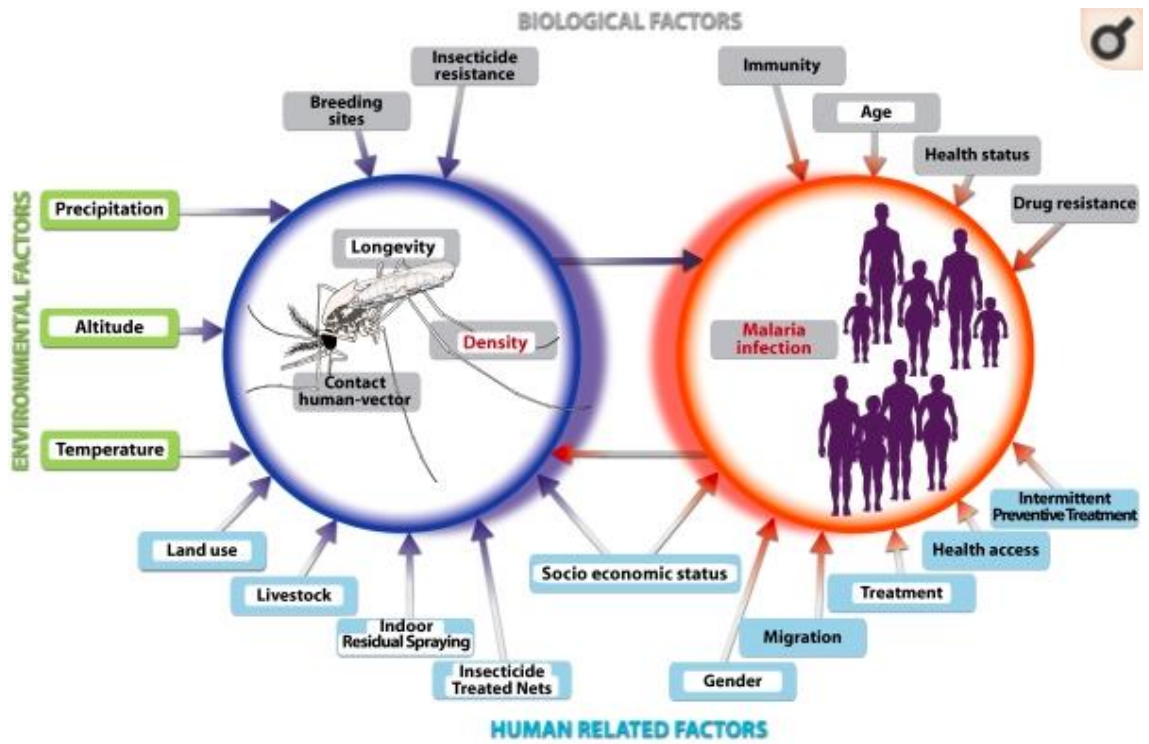 BIOLOGICAL FACTORS
Insecticide
resistance
Immunity
Breeding
sites
Age
Health status
Drug resistance
ENVIRONMENTAL FACTORS
Precipitation
Longevity
Altitude
Density
Malaria
infection
Contact
human-vector
Temperature
Intermittent
Preventive Treatment
Land use
Health access
Socio economic status
Livestock
Treatment
Indoor
Residual Spraying
Migration
Insecticide
Treated Nets
Gender
HUMAN RELATED FACTORS